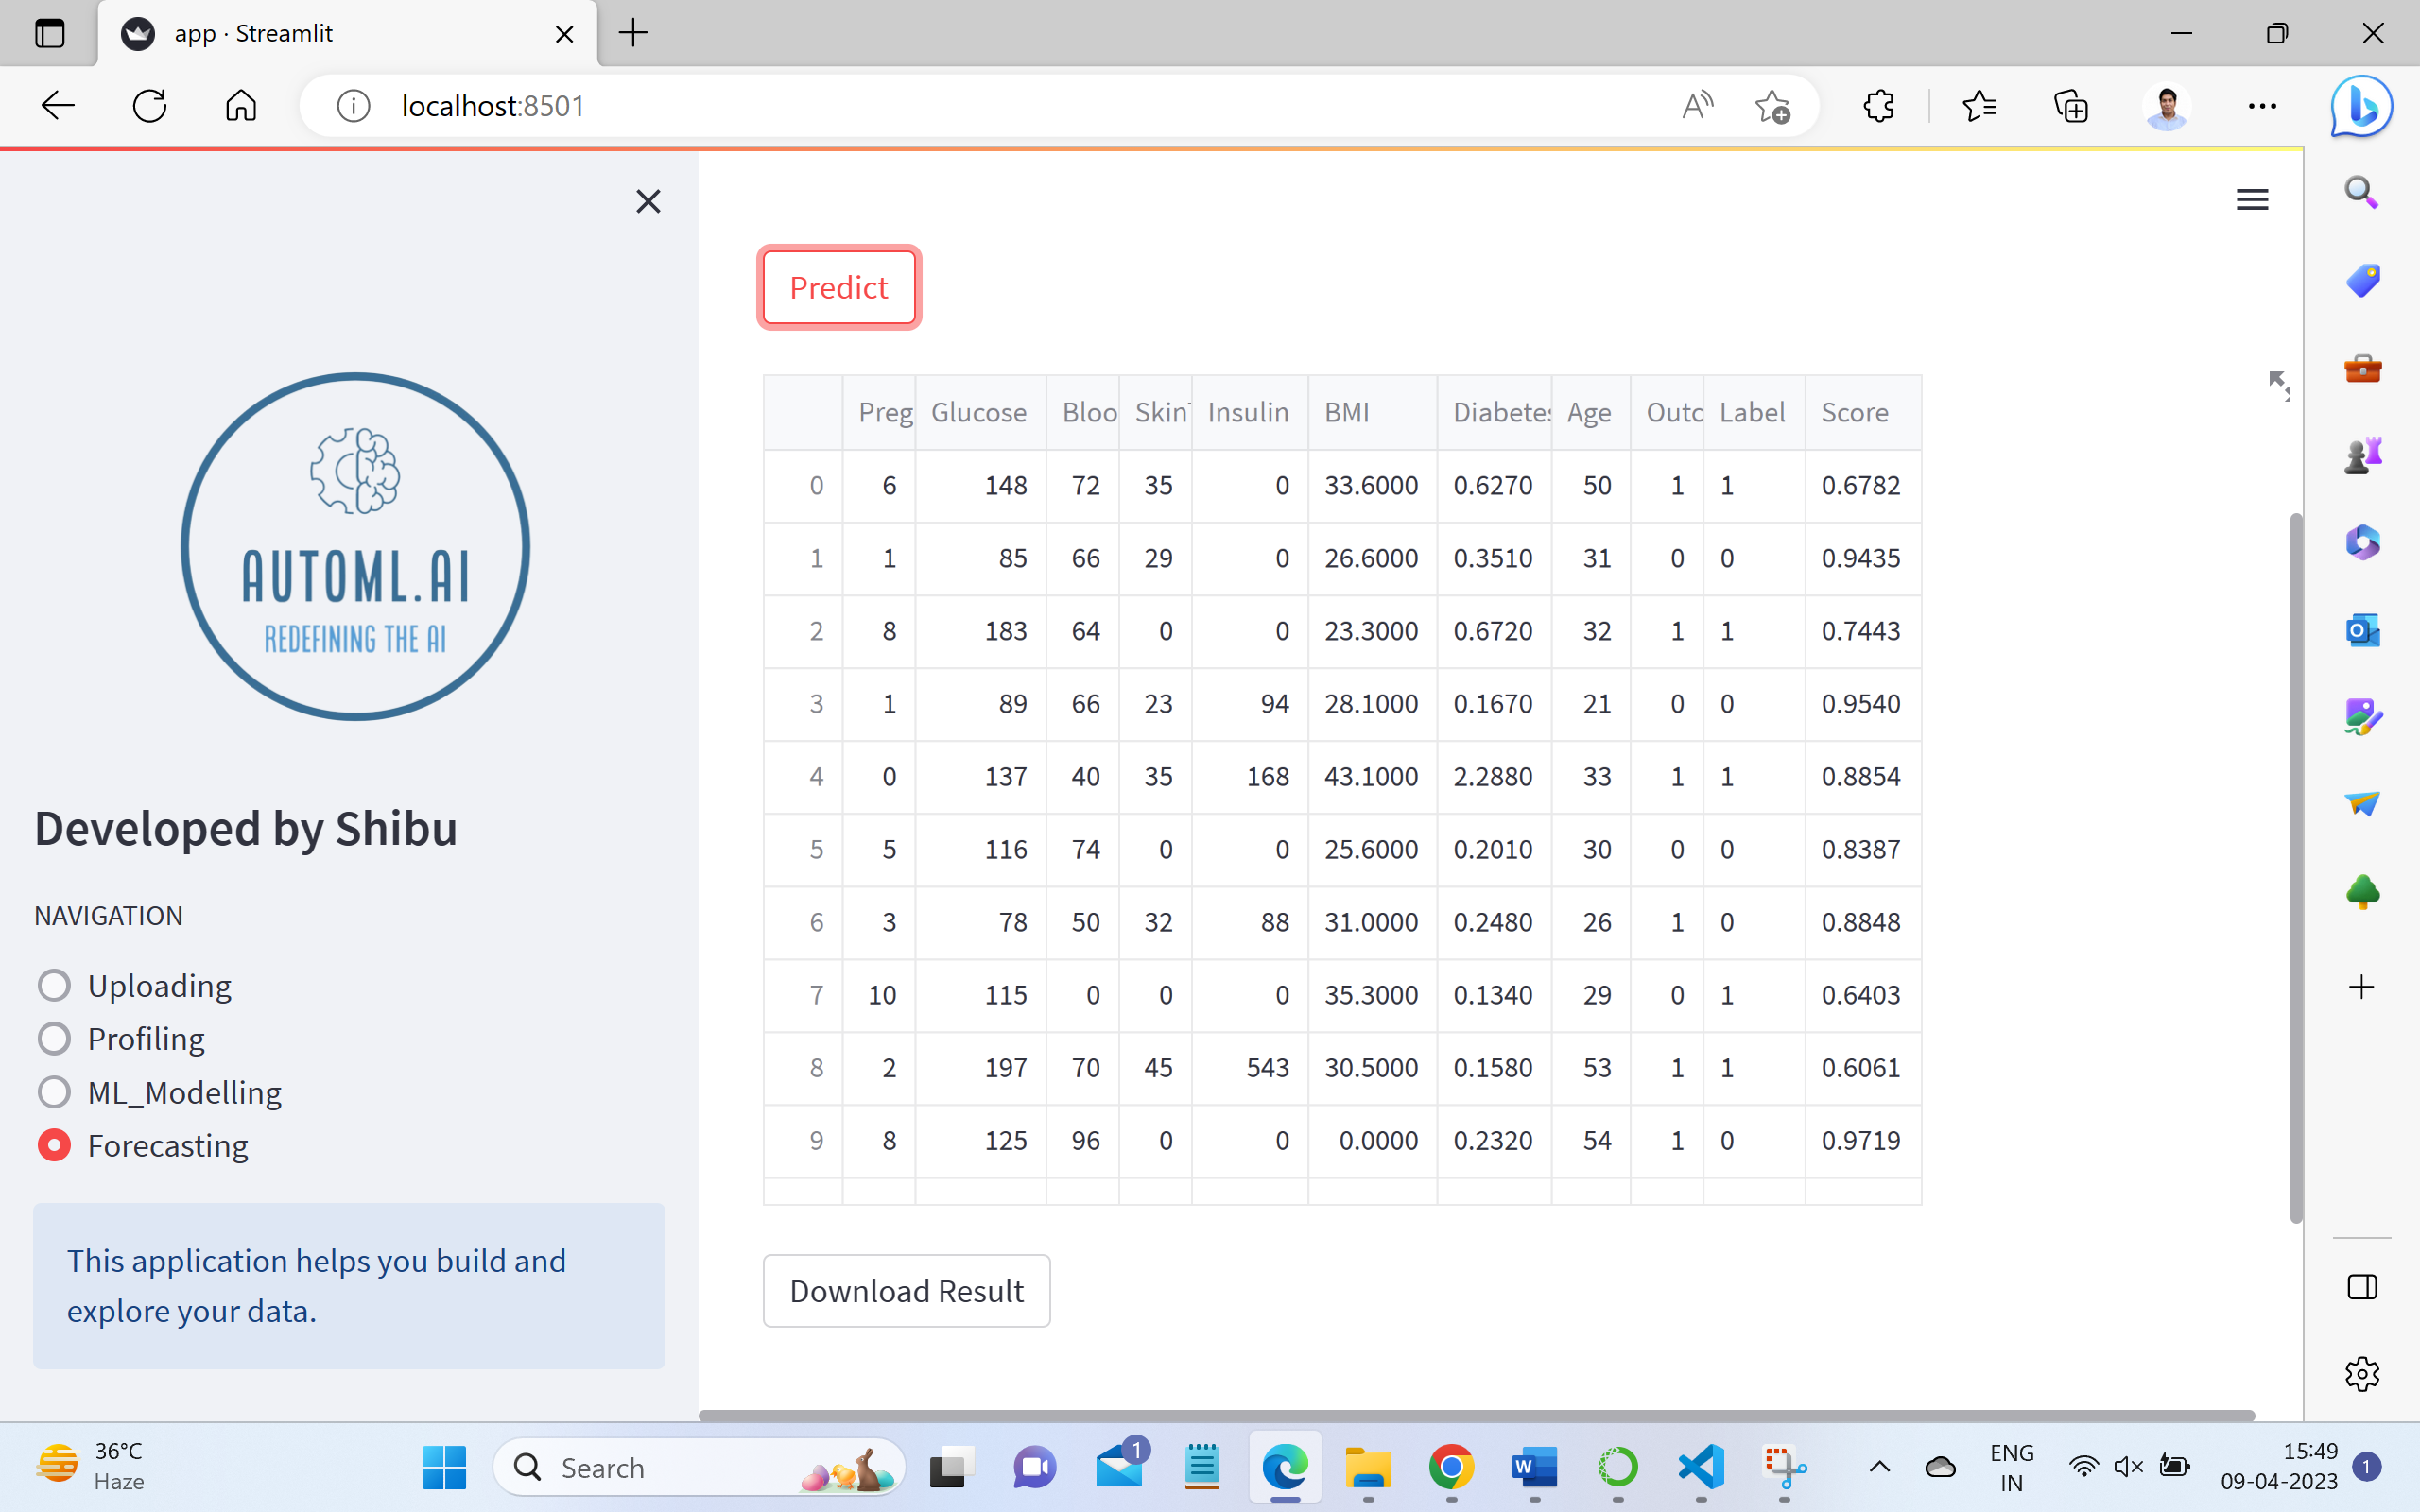 app · Streamlit
localhost:8501
AUTOML.AI
REDEFINING THE AI
Developed by Shibu
NAVIGATION
Uploading
Profiling
ML_Modelling
Forecasting
This application helps you build and
explore your data.
Predict
Preg Glucose Bloo Skin Insulin BMI Diabetes Age Outc Label Score
0 6 148 72 35 0 33.6000 0.6270 50 1 1 0.6782
1 1 85 66 29 0 26.6000 0.3510 31 0 0 0.9435
2 8 183 64 0 0 23.3000 0.6720 32 1 1 0.7443
3 1 89 66 23 94 28.1000 0.1670 21 0 0 0.9540
4 0 137 40 35 168 43.1000 2.2880 33 1 1 0.8854
5 5 116 74 0 0 25.6000 0.2010 30 0 0 0.8387
6 3 78 50 32 88 31.0000 0.2480 26 1 0 0.8848
7 10 115 0 0 0 35.3000 0.1340 29 0 1 0.6403
8 2 197 70 45 543 30.5000 0.1580 53 1 1 0.6061
9 8 125 96 0 0 0.0000 0.2320 54 1 0 0.9719
Download Result
36°C
Haze
Search
1
ENG
IN
15:49
09-04-2023
1